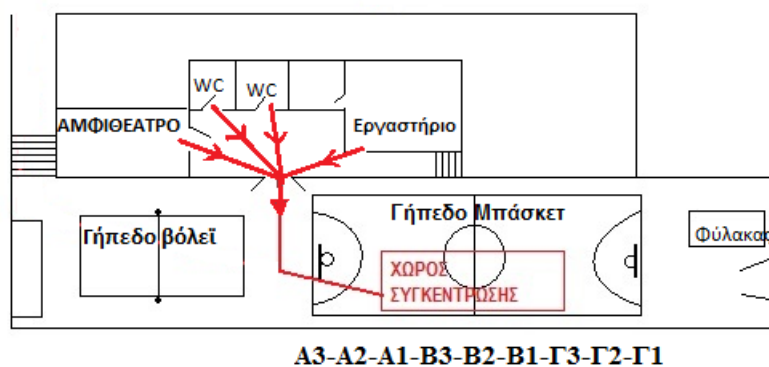 WC
WC
ΑΜΦΙΘΕΑΤΡΟ
Εργαστήριο
Γήπεδο Μπάσκετ
Γήπεδο βόλεϊ
Φύλακας
ΧΩΡΟΣ
ΣΥΓΚΕΝΤΡΩΣΗΣ
Α3-Α2-Α1-Β3-Β2-Β1-Γ3-Γ2-Γ1